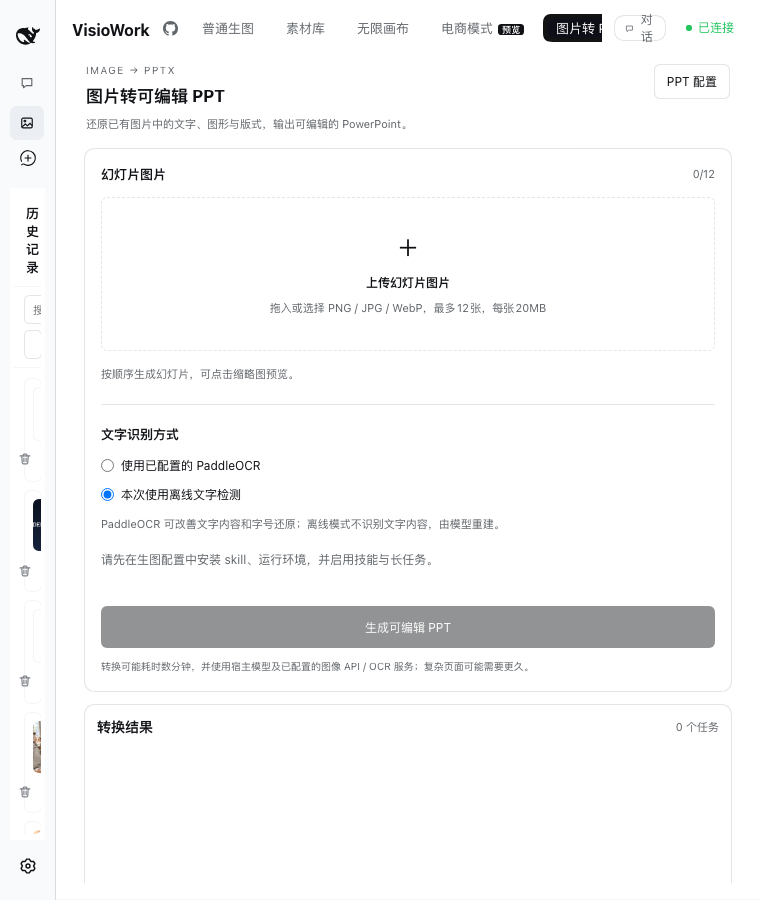 VisioWork
普通生图
素材库
无限画布
电商模式 预览
图片转 P
对话
已连接
IMAGE → PPTX
图片转可编辑 PPT
还原已有图片中的文字、图形与版式，输出可编辑的 PowerPoint。
PPT 配置
历
史
记
录
搜
幻灯片图片
0/12
上传幻灯片图片
拖入或选择 PNG / JPG / WebP，最多 12 张，每张 20MB
按顺序生成幻灯片，可点击缩略图预览。
文字识别方式
使用已配置的 PaddleOCR
本次使用离线文字检测
PaddleOCR 可改善文字内容和字号还原；离线模式不识别文字内容，由模型重建。
请先在生图配置中安装 skill、运行环境，并启用技能与长任务。
生成可编辑 PPT
转换可能耗时数分钟，并使用宿主模型及已配置的图像 API / OCR 服务；复杂页面可能需要更久。
转换结果
0 个任务